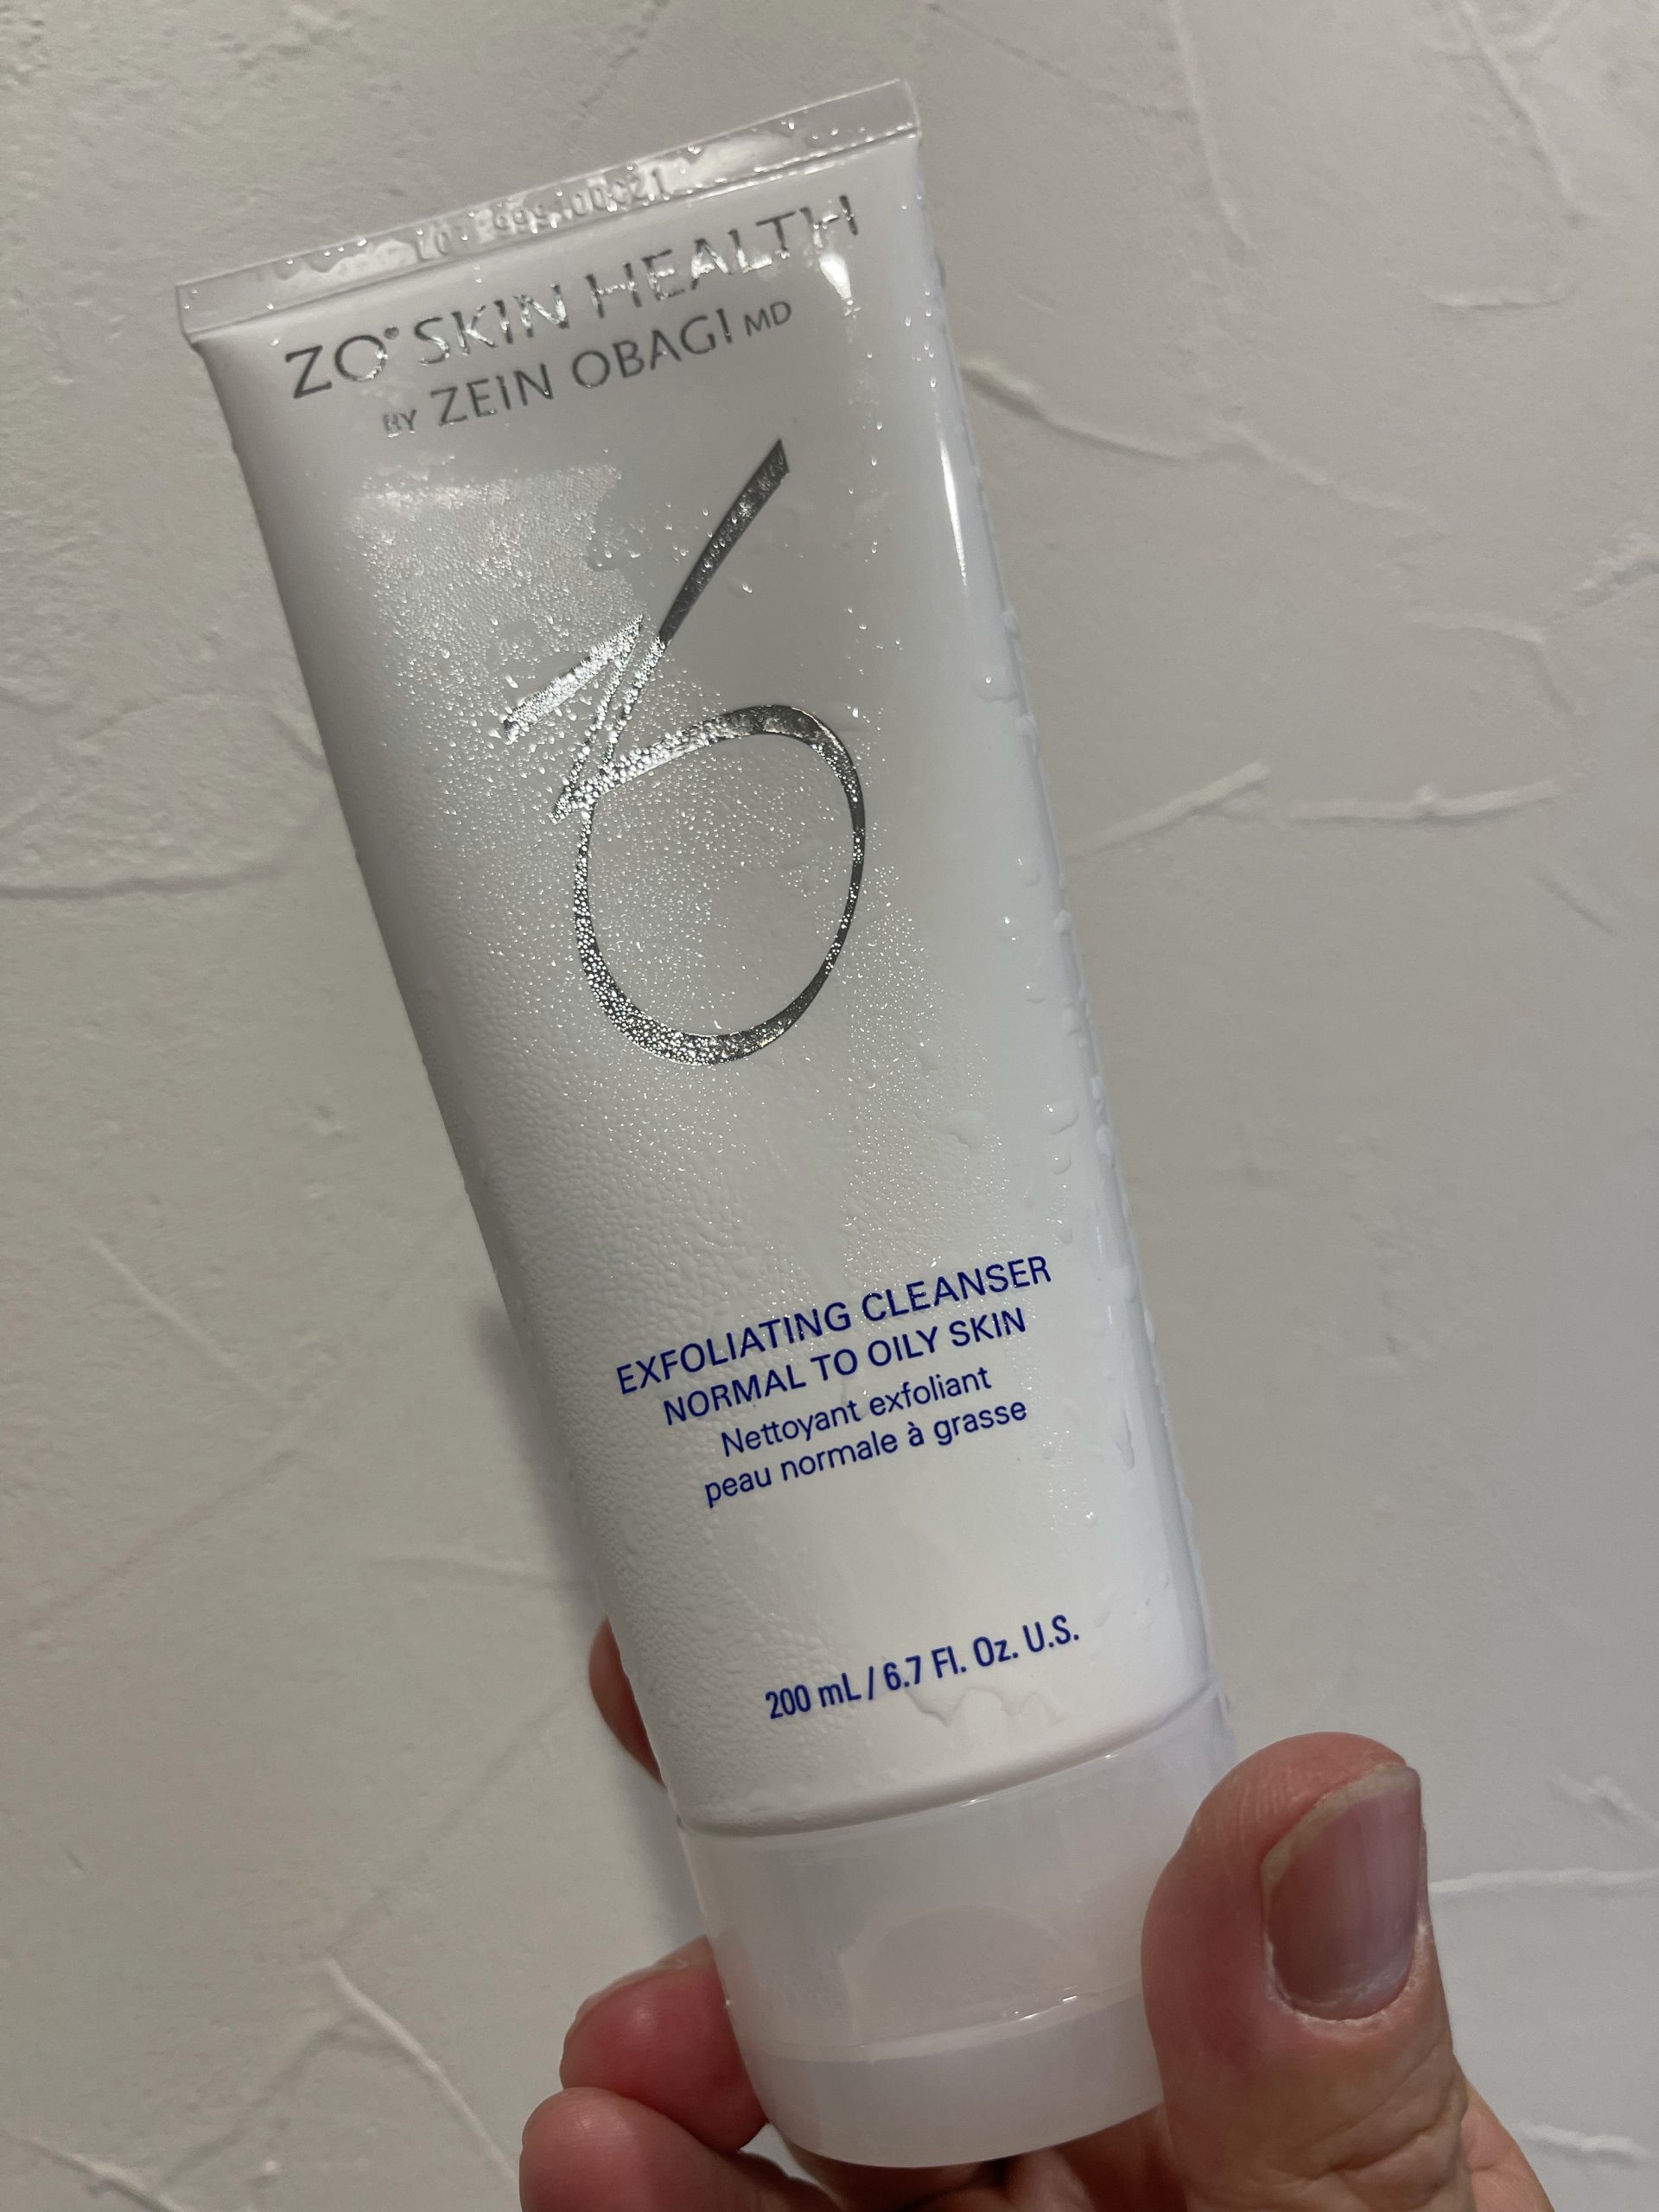 ZO® SKIN HEALTH
BY ZEIN OBAGI MD
EXFOLIATING CLEANSER
NORMAL TO OILY SKIN
Nettoyant exfoliant
peau normale à grasse
200 mL / 6.7 Fl. Oz. U.S.